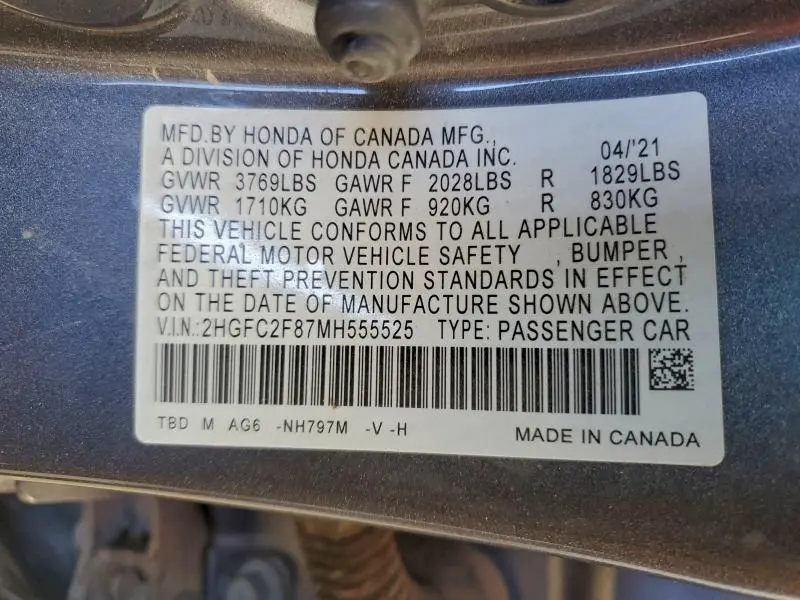 MFD.BY HONDA OF CANADA MFG.,
A DIVISION OF HONDA CANADA INC. 04/'21
GVWR 3769LBS GAWR F 2028LBS R 1829LBS
GVWR 1710KG GAWR F 920KG R 830KG
THIS VEHICLE CONFORMS TO ALL APPLICABLE
FEDERAL MOTOR VEHICLE SAFETY , BUMPER ,
AND THEFT PREVENTION STANDARDS IN EFFECT
ON THE DATE OF MANUFACTURE SHOWN ABOVE.
V.I.N.:2HGFC2F87MH555525 TYPE: PASSENGER CAR
TBD M AG6 -NH797M -V -H
MADE IN CANADA